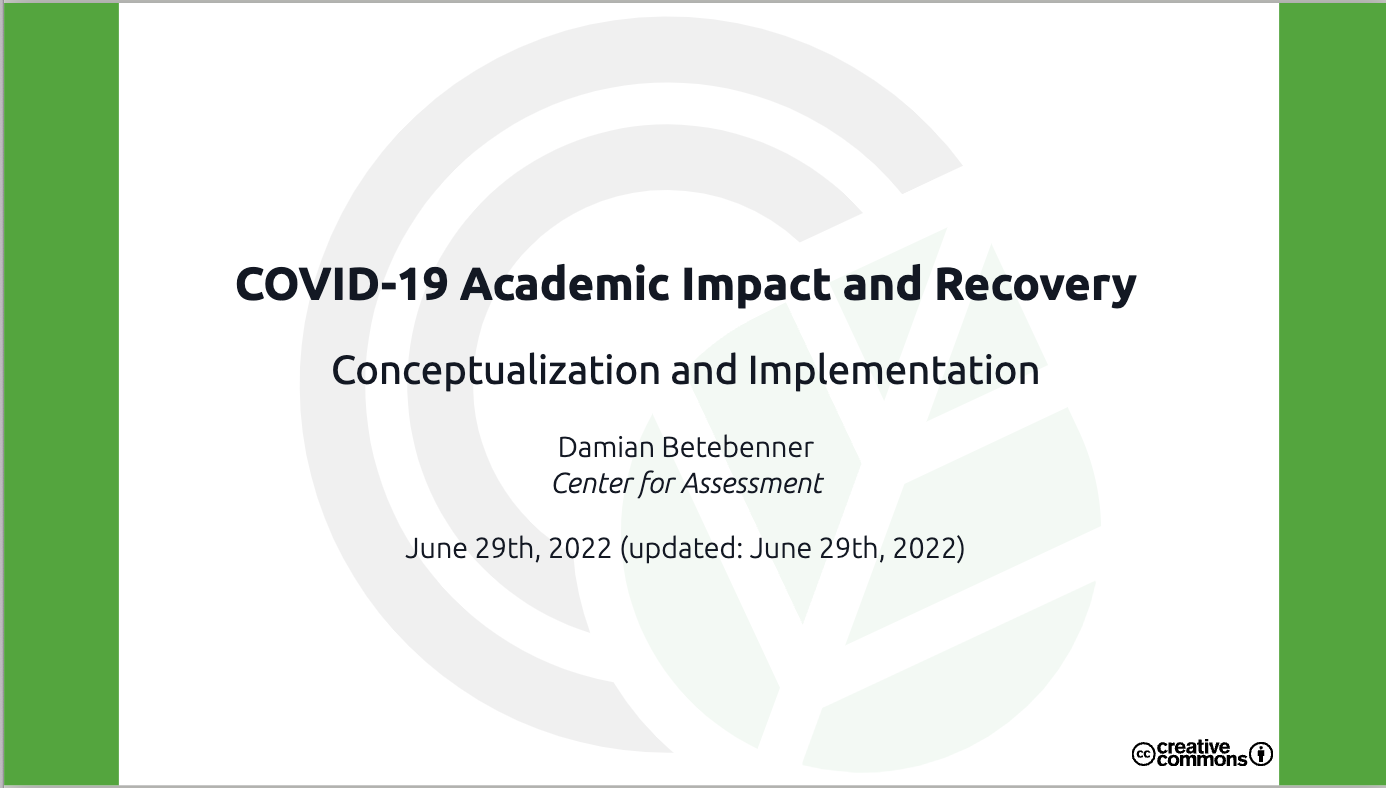 COVID-19 Academic Impact and Recovery
Conceptualization and Implementation
Damian Betebenner
Center for Assessment
June 29th, 2022 (updated: June 29th, 2022)
cc creative
commons